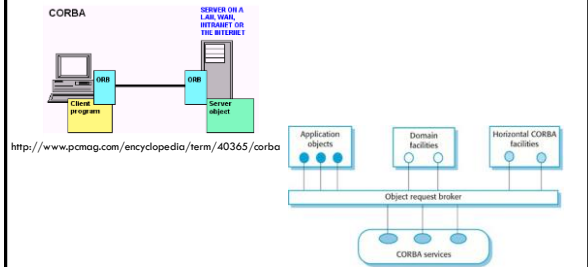 CORBA
SERVER ON A
LAN, WAN,
INTRANET OR
THE INTERNET
ORB
ORB
Client
program
Server
object
http://www.pcmag.com/encyclopedia/term/40365/corba
Application
objects
Domain
facilities
Horizontal CORBA
facilities
Object request broker
CORBA services